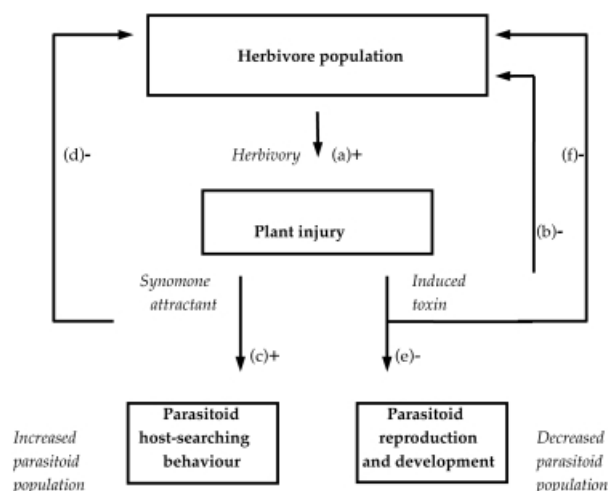 Herbivore population
(d)-
Herbivory
(a)+
(f)-
Plant injury
(b)-
Synomone
attractant
Induced
toxin
(c)+
(e)-
Increased
parasitoid
population
Parasitoid
host-searching
behaviour
Parasitoid
reproduction
and development
Decreased
parasitoid
population